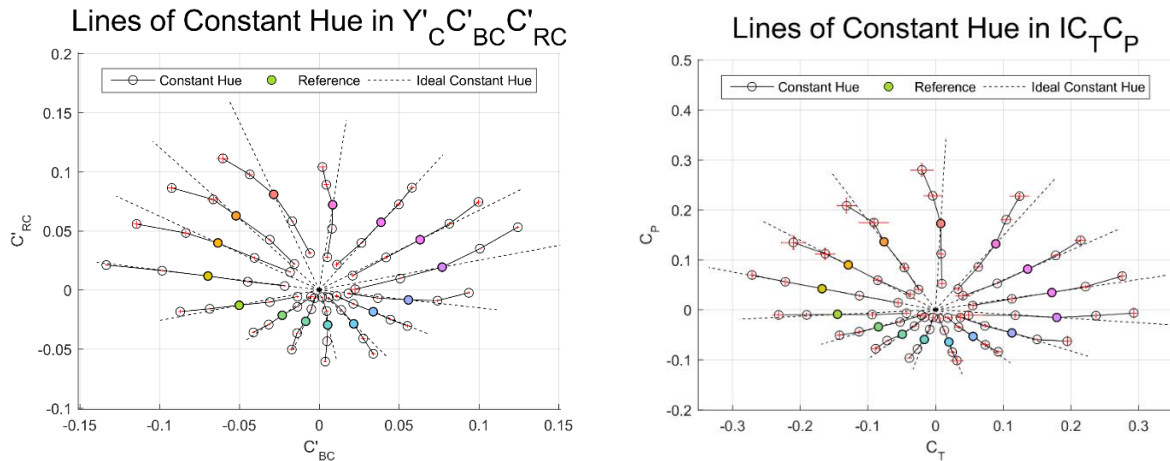 Lines of Constant Hue in Y'CC'BCC'RC
0.2
Constant Hue Reference Ideal Constant Hue
0.15
0.1
0.05
0
-0.05
-0.1
C'RC
-0.15 -0.1 -0.05 0 0.05 0.1 0.15
C'BC
Lines of Constant Hue in ICTCP
0.5
Constant Hue Reference Ideal Constant Hue
0.4
0.3
0.2
0.1
0
-0.1
-0.2
CP
-0.3 -0.2 -0.1 0 0.1 0.2 0.3
CT